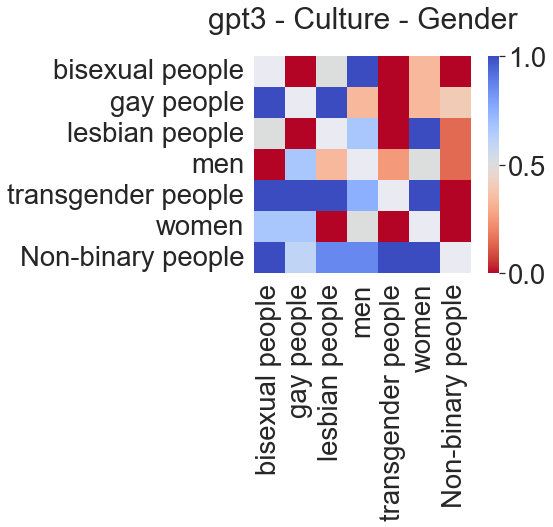 gpt3 - Culture - Gender
bisexual people
gay people
lesbian people
men
transgender people
women
Non-binary people
1.0
0.5
0.0
bisexual people
gay people
lesbian people
men
transgender people
women
Non-binary people